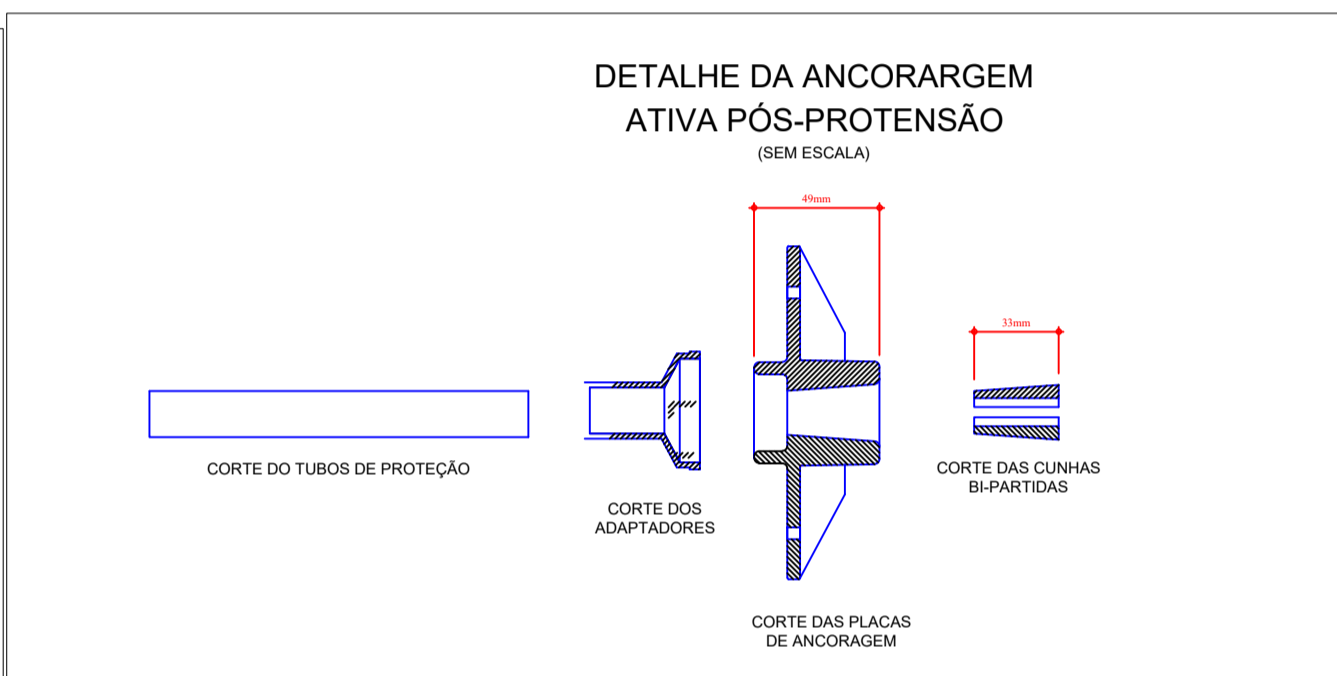 DETALHE DA ANCORARGEM
ATIVA PÓS-PROTENSÃO
(SEM ESCALA)
49mm
33mm
CORTE DO TUBOS DE PROTEÇÃO
CORTE DOS
ADAPTADORES
CORTE DAS PLACAS
DE ANCORAGEM
CORTE DAS CUNHAS
BI-PARTIDAS